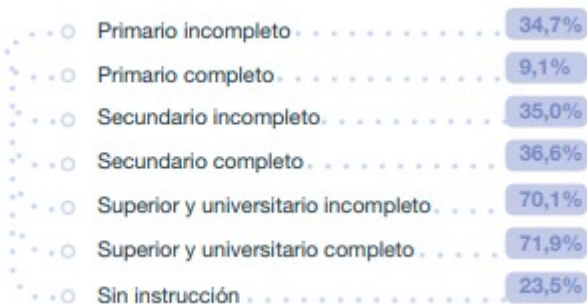 Primario incompleto 34,7%
Primario completo 9,1%
Secundario incompleto 35,0%
Secundario completo 36,6%
Superior y universitario incompleto 70,1%
Superior y universitario completo 71,9%
Sin instrucción 23,5%